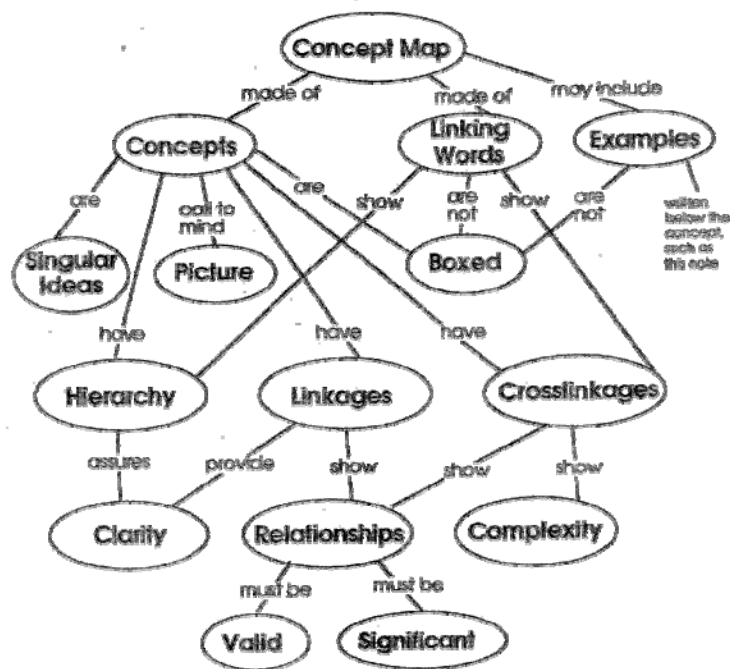 Concept Map
made of
made of
may include
Concepts
Linking
Words
Examples
are
call to
mind
are
show
are
not
show
are
not
written
below the
concept,
such as
this note
Singular
Ideas
Picture
Boxed
have
have
have
Hierarchy
Linkages
Crosslinkages
assures
provide
show
show
show
Clarity
Relationships
Complexity
must be
must be
Valid
Significant